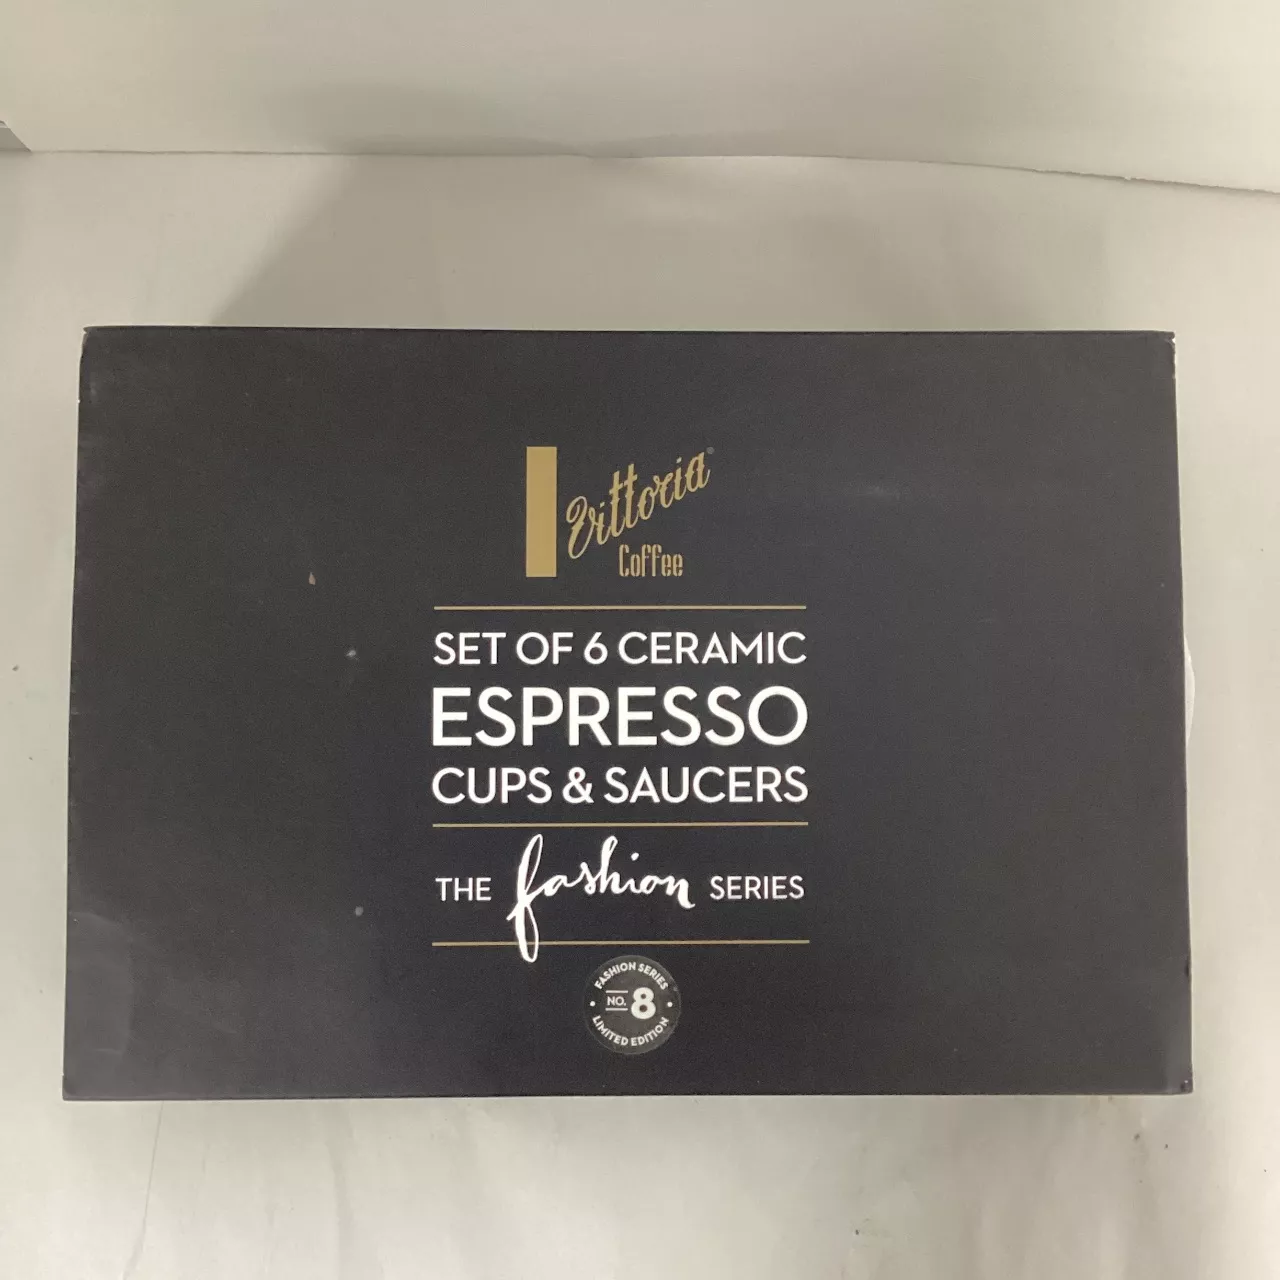 Vittoria®
Coffee
SET OF 6 CERAMIC
ESPRESSO
CUPS & SAUCERS
THE fashion SERIES
FASHION SERIES
NO. 8
LIMITED EDITION